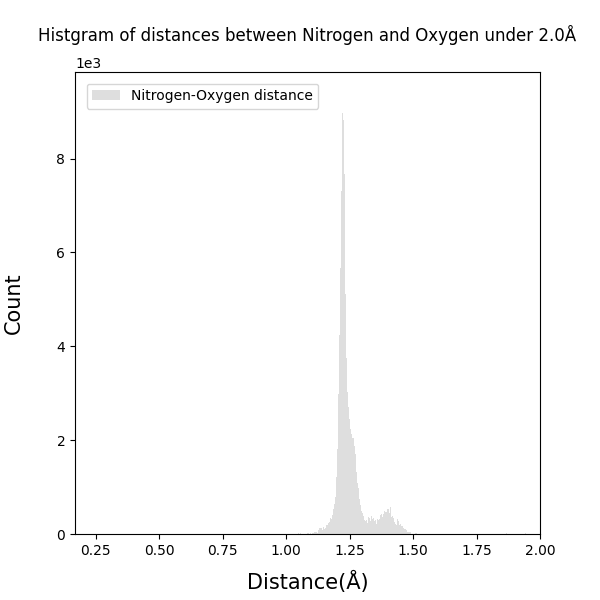 Histgram of distances between Nitrogen and Oxygen under 2.0Å
1e3
Nitrogen-Oxygen distance
8
6
4
2
0
Count
0.25 0.50 0.75 1.00 1.25 1.50 1.75 2.00
Distance(Å)